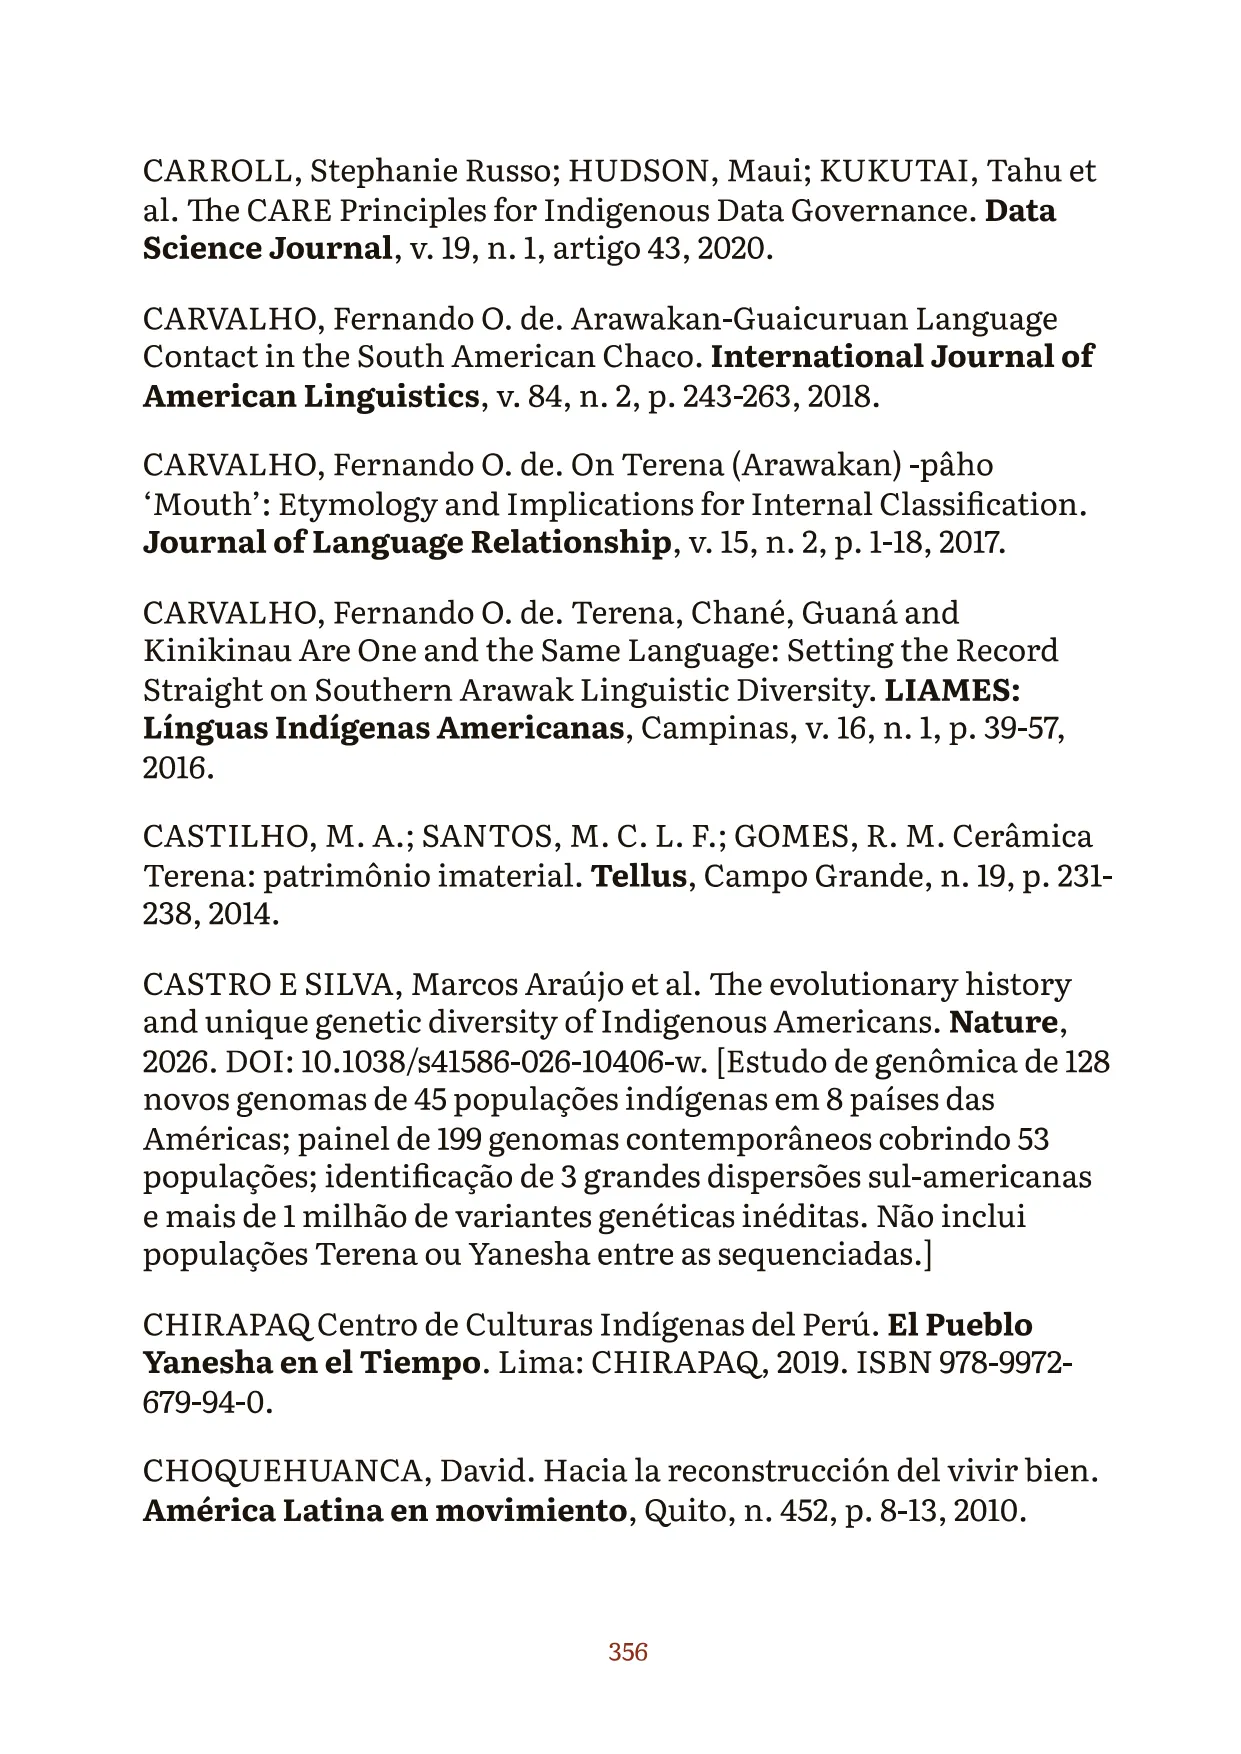 CARROLL, Stephanie Russo; HUDSON, Maui; KUKUTAI, Tahu et
al. The CARE Principles for Indigenous Data Governance. Data
Science Journal, v. 19, n. 1, artigo 43, 2020.
CARVALHO, Fernando O. de. Arawakan-Guaicuruan Language
Contact in the South American Chaco. International Journal of
American Linguistics, v. 84, n. 2, p. 243-263, 2018.
CARVALHO, Fernando O. de. On Terena (Arawakan) -pâho
‘Mouth’: Etymology and Implications for Internal Classification.
Journal of Language Relationship, v. 15, n. 2, p. 1-18, 2017.
CARVALHO, Fernando O. de. Terena, Chané, Guaná and
Kinikinau Are One and the Same Language: Setting the Record
Straight on Southern Arawak Linguistic Diversity. LIAMES:
Línguas Indígenas Americanas, Campinas, v. 16, n. 1, p. 39-57,
2016.
CASTILHO, M. A.; SANTOS, M. C. L. F.; GOMES, R. M. Cerâmica
Terena: patrimônio imaterial. Tellus, Campo Grande, n. 19, p. 231-
238, 2014.
CASTRO E SILVA, Marcos Araújo et al. The evolutionary history
and unique genetic diversity of Indigenous Americans. Nature,
2026. DOI: 10.1038/s41586-026-10406-w. [Estudo de genômica de 128
novos genomas de 45 populações indígenas em 8 países das
Américas; painel de 199 genomas contemporâneos cobrindo 53
populações; identificação de 3 grandes dispersões sul-americanas
e mais de 1 milhão de variantes genéticas inéditas. Não inclui
populações Terena ou Yanesha entre as sequenciadas.]
CHIRAPAQ Centro de Culturas Indígenas del Perú. El Pueblo
Yanesha en el Tiempo. Lima: CHIRAPAQ, 2019. ISBN 978-9972-
679-94-0.
CHOQUEHUANCA, David. Hacia la reconstrucción del vivir bien.
América Latina en movimiento, Quito, n. 452, p. 8-13, 2010.
356